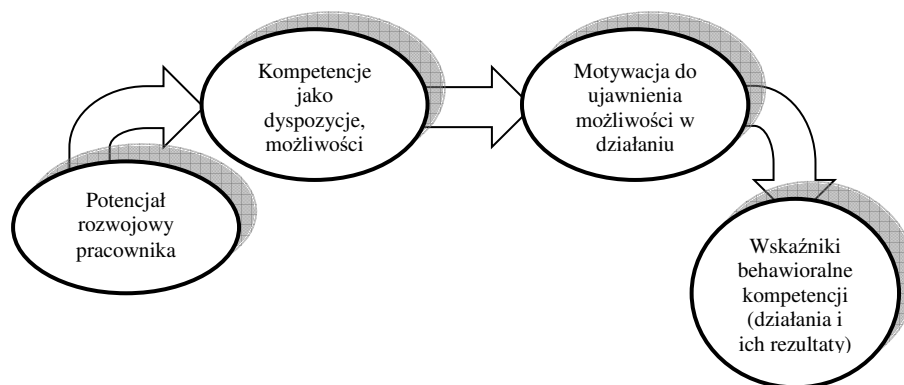 Potencjał
rozwojowy
pracownika
Kompetencje
jako
dyspozycje,
możliwości
Motywacja do
ujawnienia
możliwości w
działaniu
Wskaźniki
behawioralne
kompetencji
(działania i
ich rezultaty)